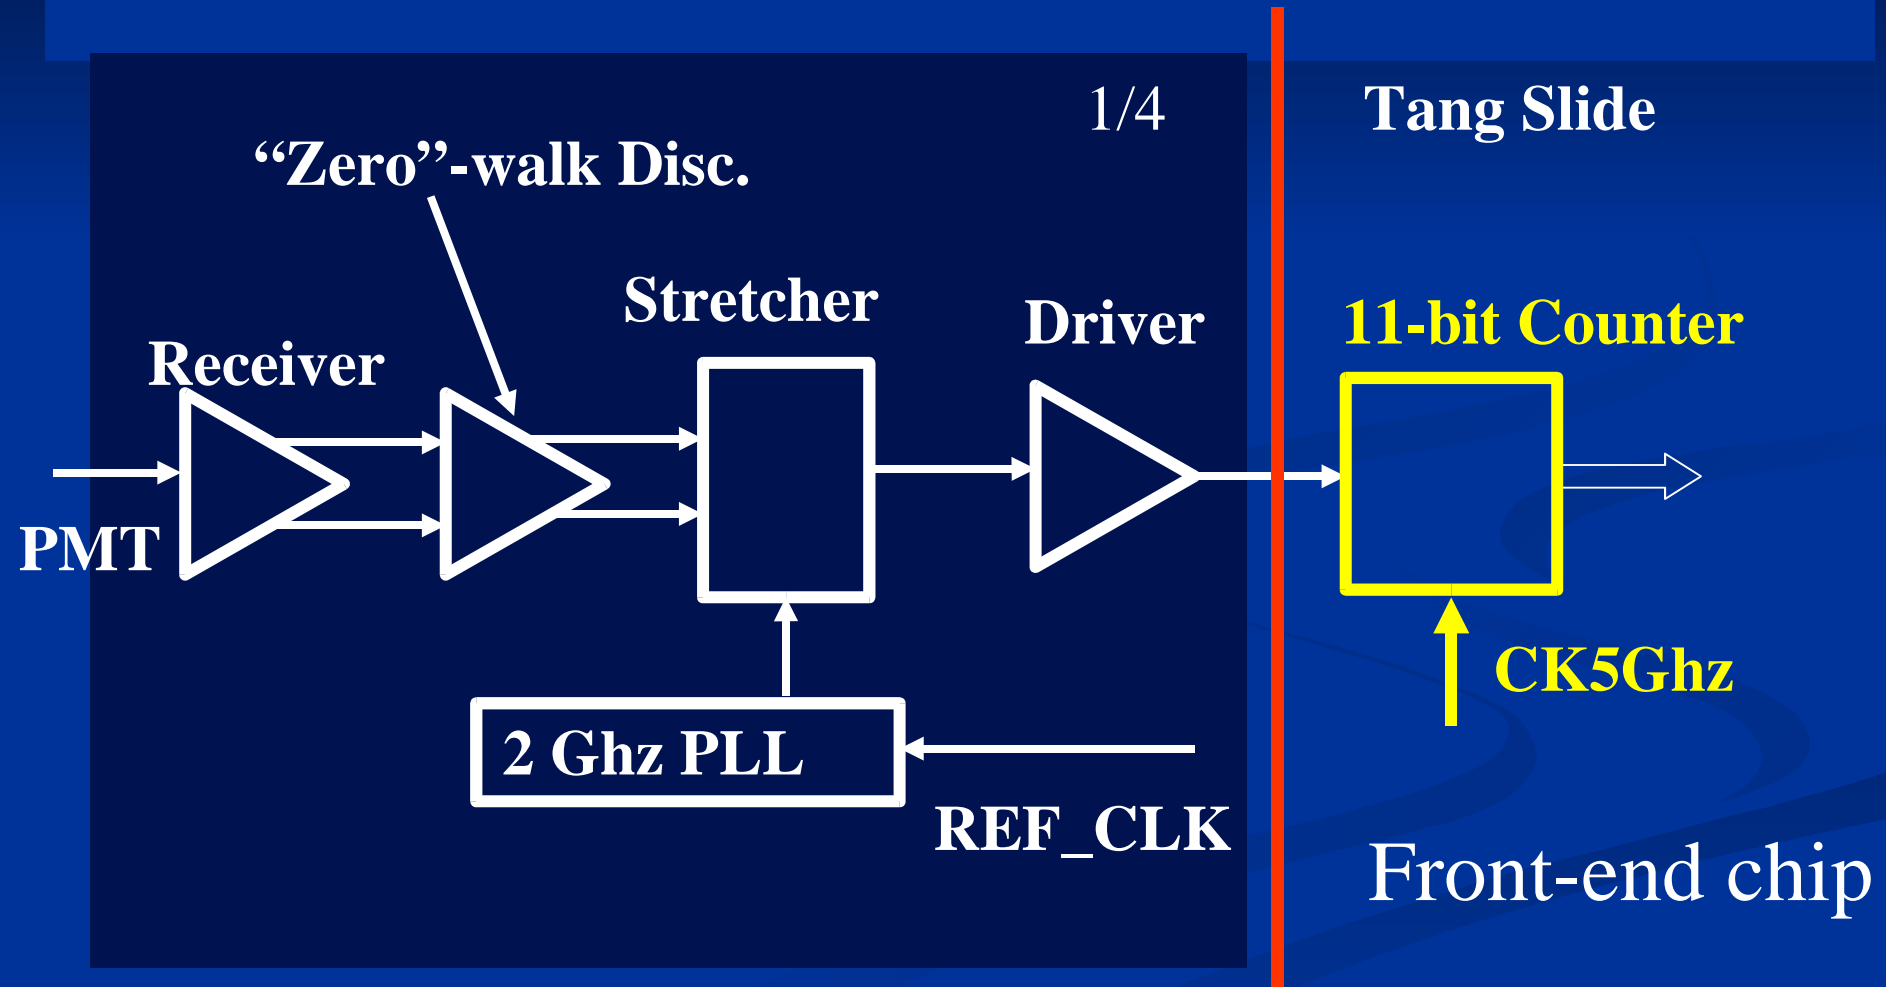 1/4
Tang Slide
“Zero”-walk Disc.
Stretcher
Driver
11-bit Counter
Receiver
PMT
CK5Ghz
2 Ghz PLL
REF_CLK
Front-end chip